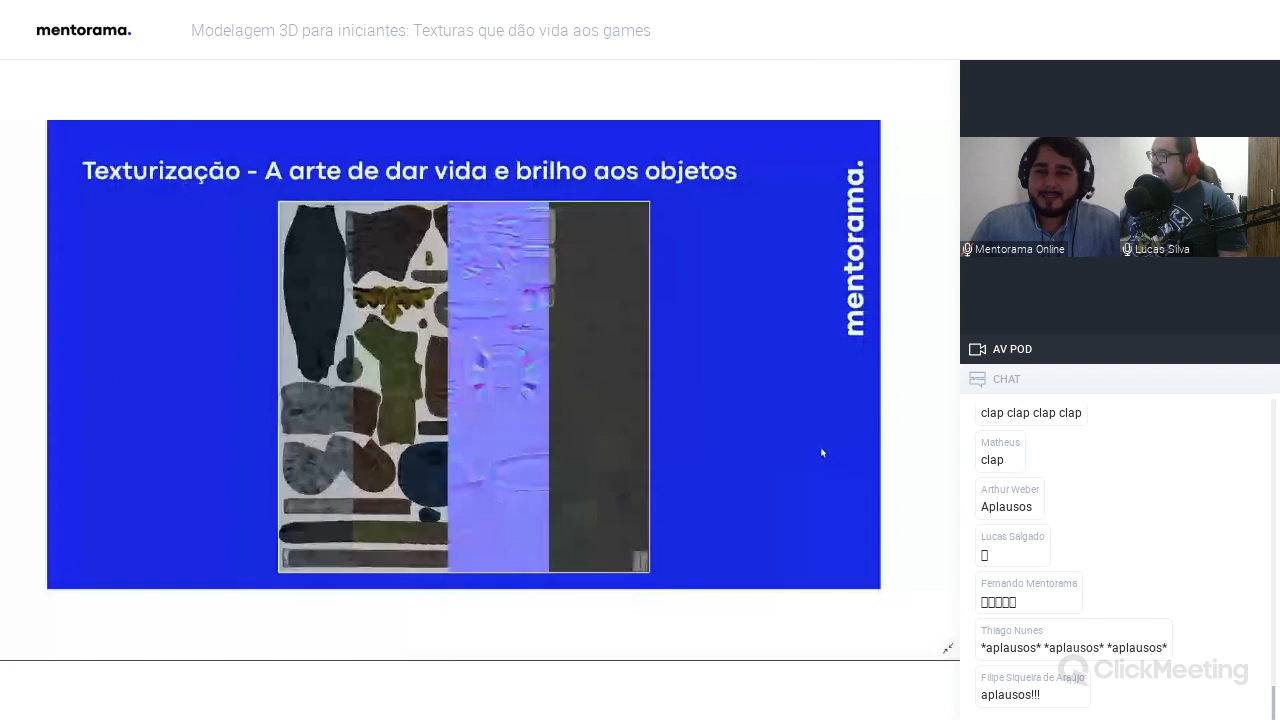 mentorama.
Modelagem 3D para iniciantes: Texturas que dão vida aos games
Texturização - A arte de dar vida e brilho aos objetos
mentorama.
Mentorama Online
Lucas Silva
AV POD
CHAT
clap clap clap clap
Matheus
clap
Arthur Weber
Aplausos
Lucas Salgado
Fernando Mentorama
Thiago Nunes
*aplausos* *aplausos* *aplausos*
ClickMeeting
Filipe Siqueira de Araújo
aplausos!!!